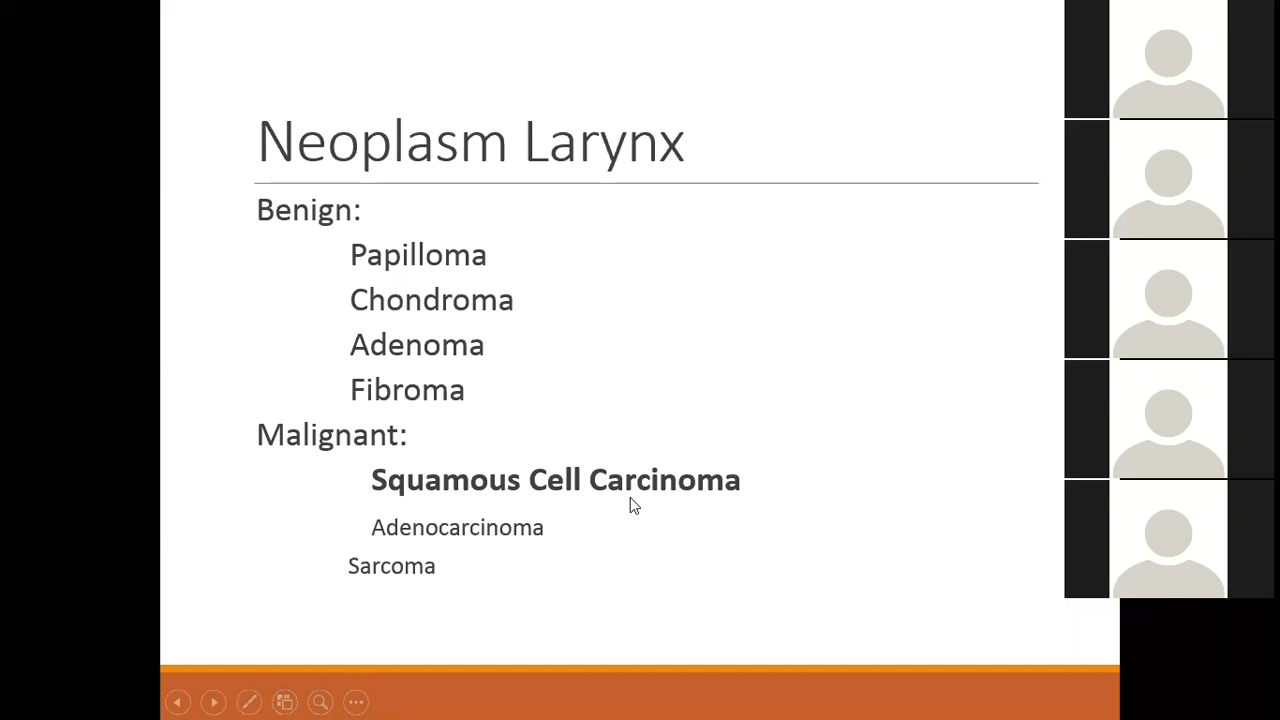 Neoplasm Larynx
Benign:
Papilloma
Chondroma
Adenoma
Fibroma
Malignant:
Squamous Cell Carcinoma
Adenocarcinoma
Sarcoma